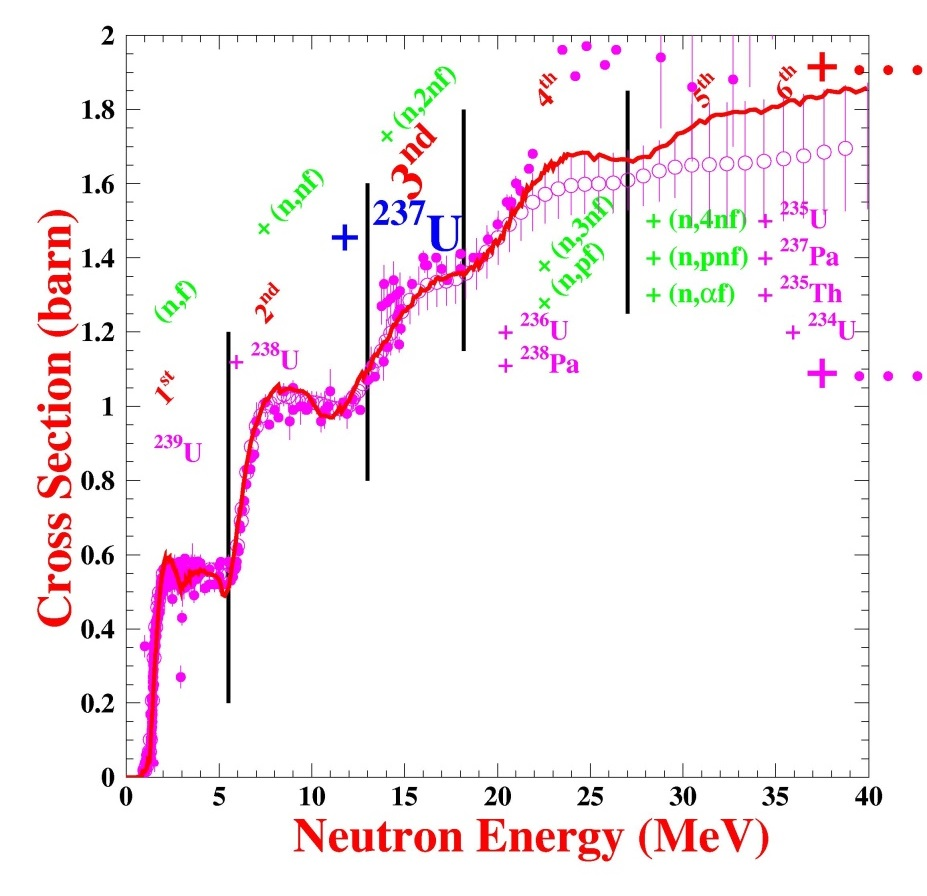 2
1.8
1.6
1.4
1.2
1
0.8
0.6
0.4
0.2
0
Cross Section (barn)
1st
239U
(n,f)
2nd
+ 238U
+ (n,nf)
3rd
+ 237U
+ (n,2nf)
4th
+ (n,3nf)
+ (n,pf)
+ 236U
+ 238Pa
5th
6th
+ • • •
+ (n,4nf) + 235U
+ (n,pnf) + 237Pa
+ (n,αf) + 235Th
+ 234U
+ • • •
0 5 10 15 20 25 30 35 40
Neutron Energy (MeV)